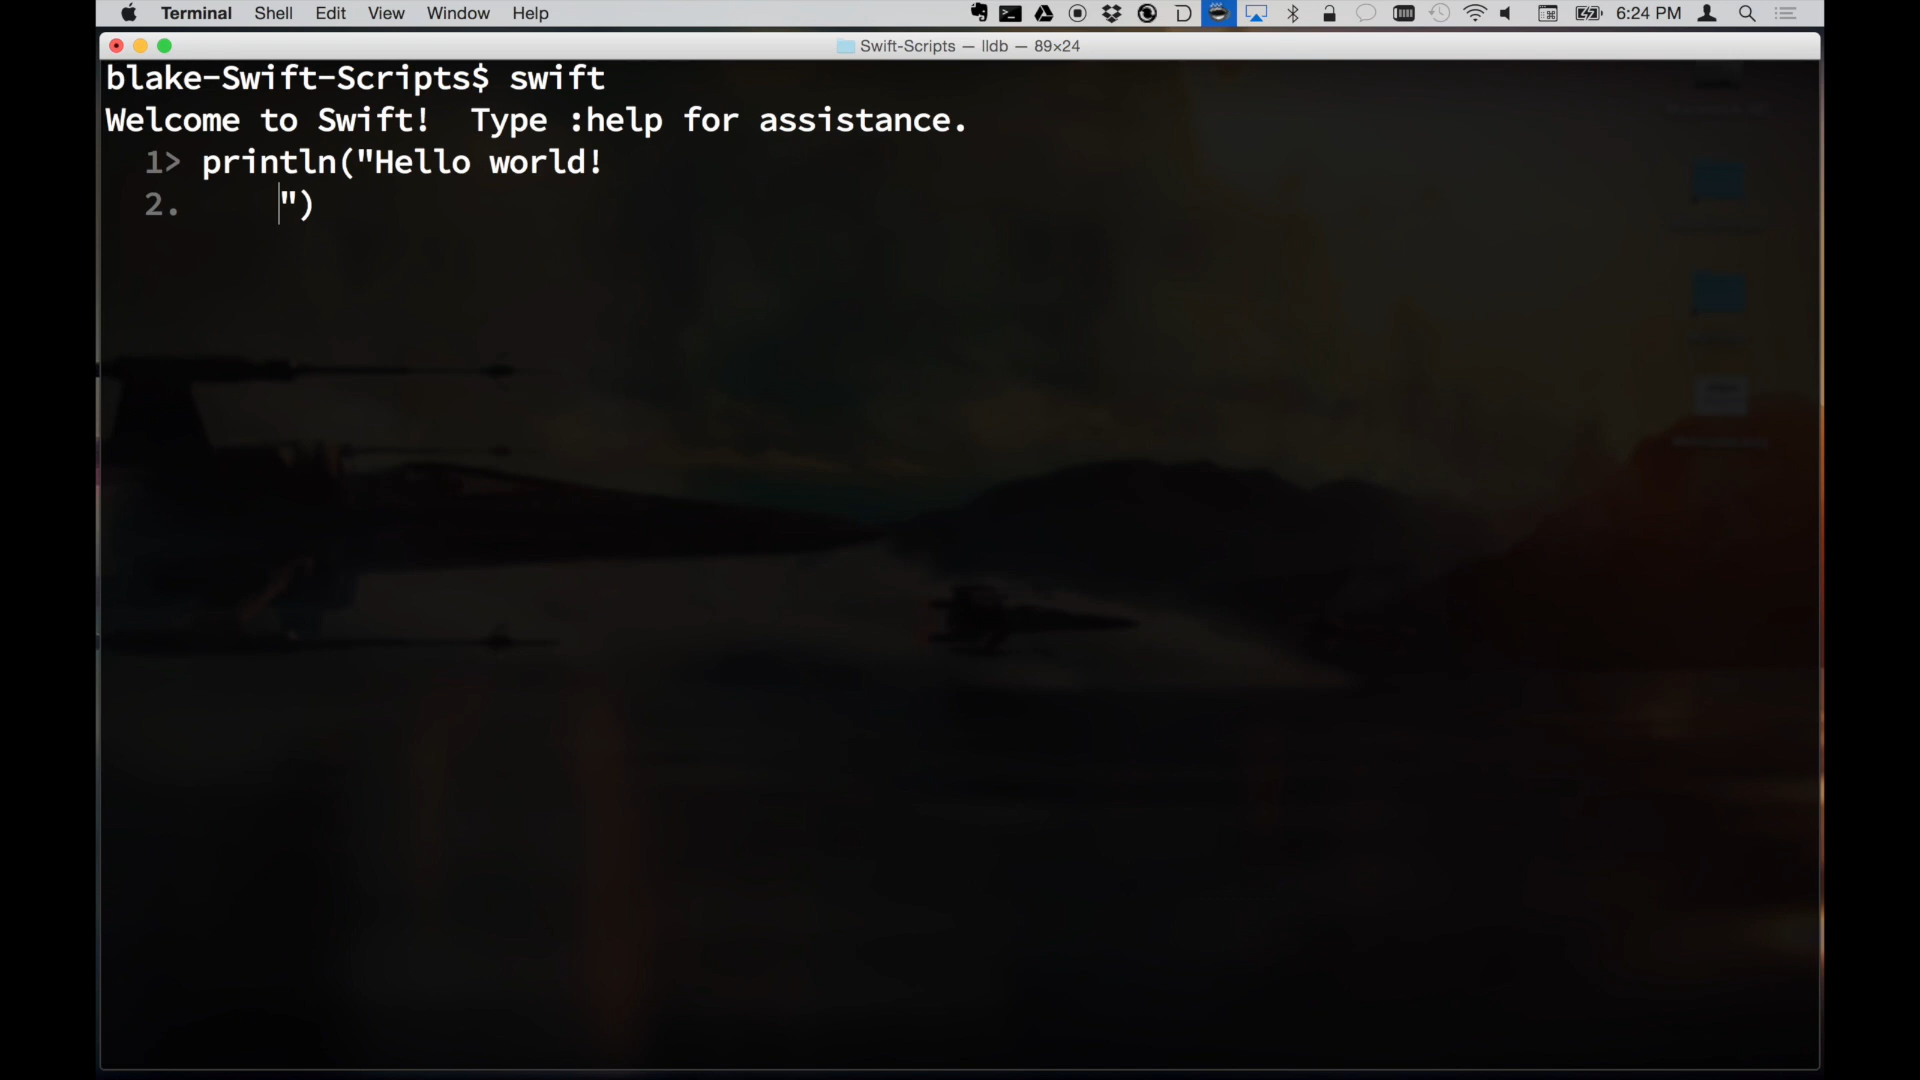 Terminal Shell Edit View Window Help 6:24 PM
Swift-Scripts — lldb — 89×24
blake-Swift-Scripts$ swift
Welcome to Swift!  Type :help for assistance.
1> println("Hello world!
2. ")